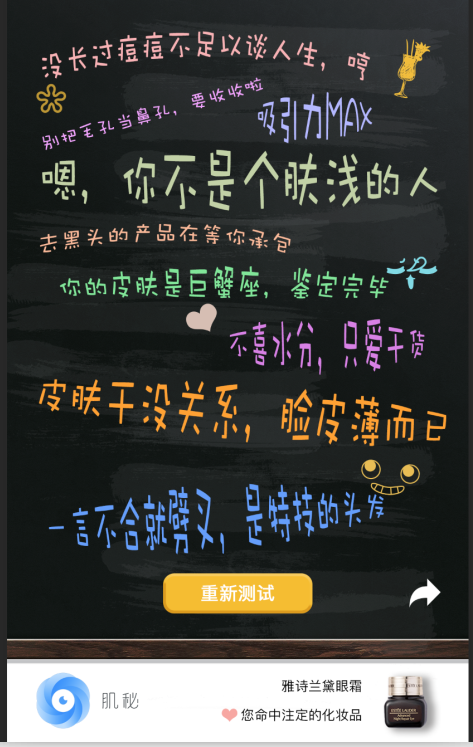 没长过痘痘不足以谈人生，哼
别把毛孔当鼻孔，要收收啦
吸引力MAX
嗯，你不是个肤浅的人
去黑头的产品在等你承包
你的皮肤是巨蟹座，鉴定完毕
不喜水分，只爱干货
皮肤干没关系，脸皮薄而已
一言不合就劈叉，是特技的头发
重新测试
肌秘
雅诗兰黛眼霜
您命中注定的化妆品